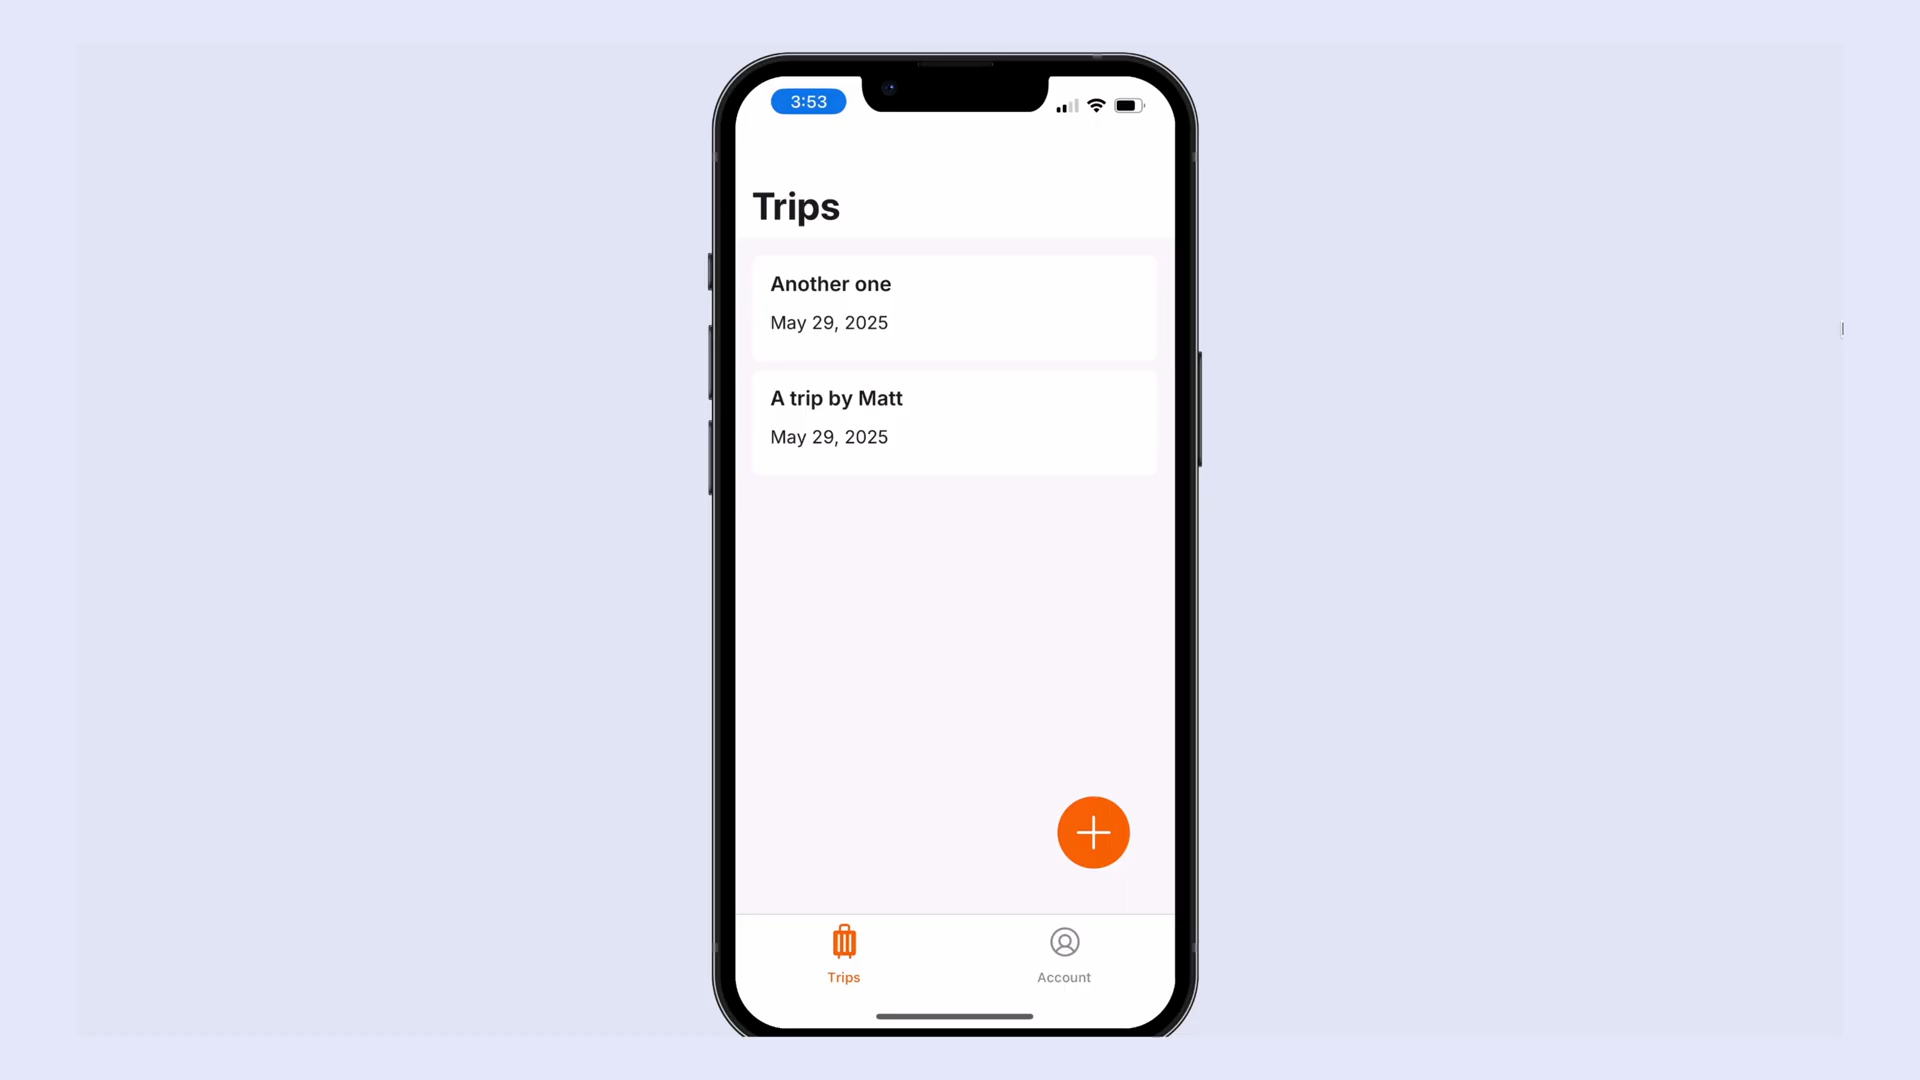 3:53
Trips
Another one
May 29, 2025
A trip by Matt
May 29, 2025
Trips
Account